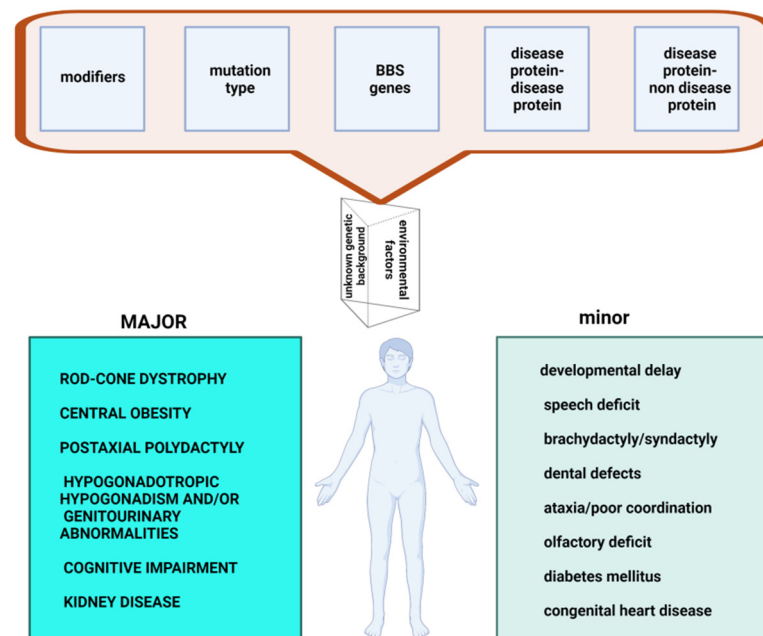 modifiers
mutation
type
BBS
genes
disease
protein-
disease
protein
disease
protein-
non disease
protein
unknown genetic
background
environmental
factors
MAJOR
ROD-CONE DYSTROPHY
CENTRAL OBESITY
POSTAXIAL POLYDACTYLY
HYPOGONADOTROPIC
HYPOGONADISM AND/OR
GENITOURINARY
ABNORMALITIES
COGNITIVE IMPAIRMENT
KIDNEY DISEASE
minor
developmental delay
speech deficit
brachydactyly/syndactyly
dental defects
ataxia/poor coordination
olfactory deficit
diabetes mellitus
congenital heart disease